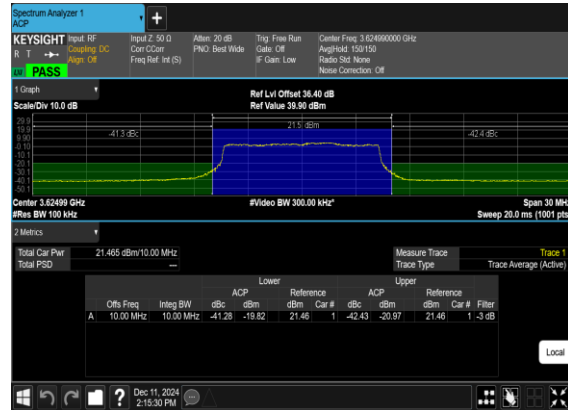 Spectrum Analyzer 1
ACP
+
KEYSIGHT Input: RF Input Z: 50 Ω Atten: 20 dB Trig: Free Run Center Freq: 3.624990000 GHz
R T Coupling: DC Corr CCorr PNO: Best Wide Gate: Off Avg|Hold: 150/150
Align: Off Freq Ref: Int (S) IF Gain: Low Radio Std: None
LW PASS Noise Correction: Off
1 Graph Ref Lvl Offset 36.40 dB
Scale/Div 10.0 dB Ref Value 39.90 dBm
29.9
19.9 21.5 dBm
9.90 -41.3 dBc -42.4 dBc
-0.10
-10.1
-20.1
-30.1
-40.1
-50.1
Center 3.62499 GHz #Video BW 300.00 kHz* Span 30 MHz
#Res BW 100 kHz Sweep 20.0 ms (1001 pts)
2 Metrics
Total Car Pwr 21.465 dBm/10.00 MHz Measure Trace Trace 1
Total PSD --- Trace Type Trace Average (Active)
Lower Upper
ACP Reference ACP Reference
Offs Freq Integ BW dBc dBm dBm Car # dBc dBm dBm Car # Filter
A 10.00 MHz 10.00 MHz -41.28 -19.82 21.46 1 -42.43 -20.97 21.46 1 -3 dB
Local
? Dec 11, 2024
2:15:30 PM